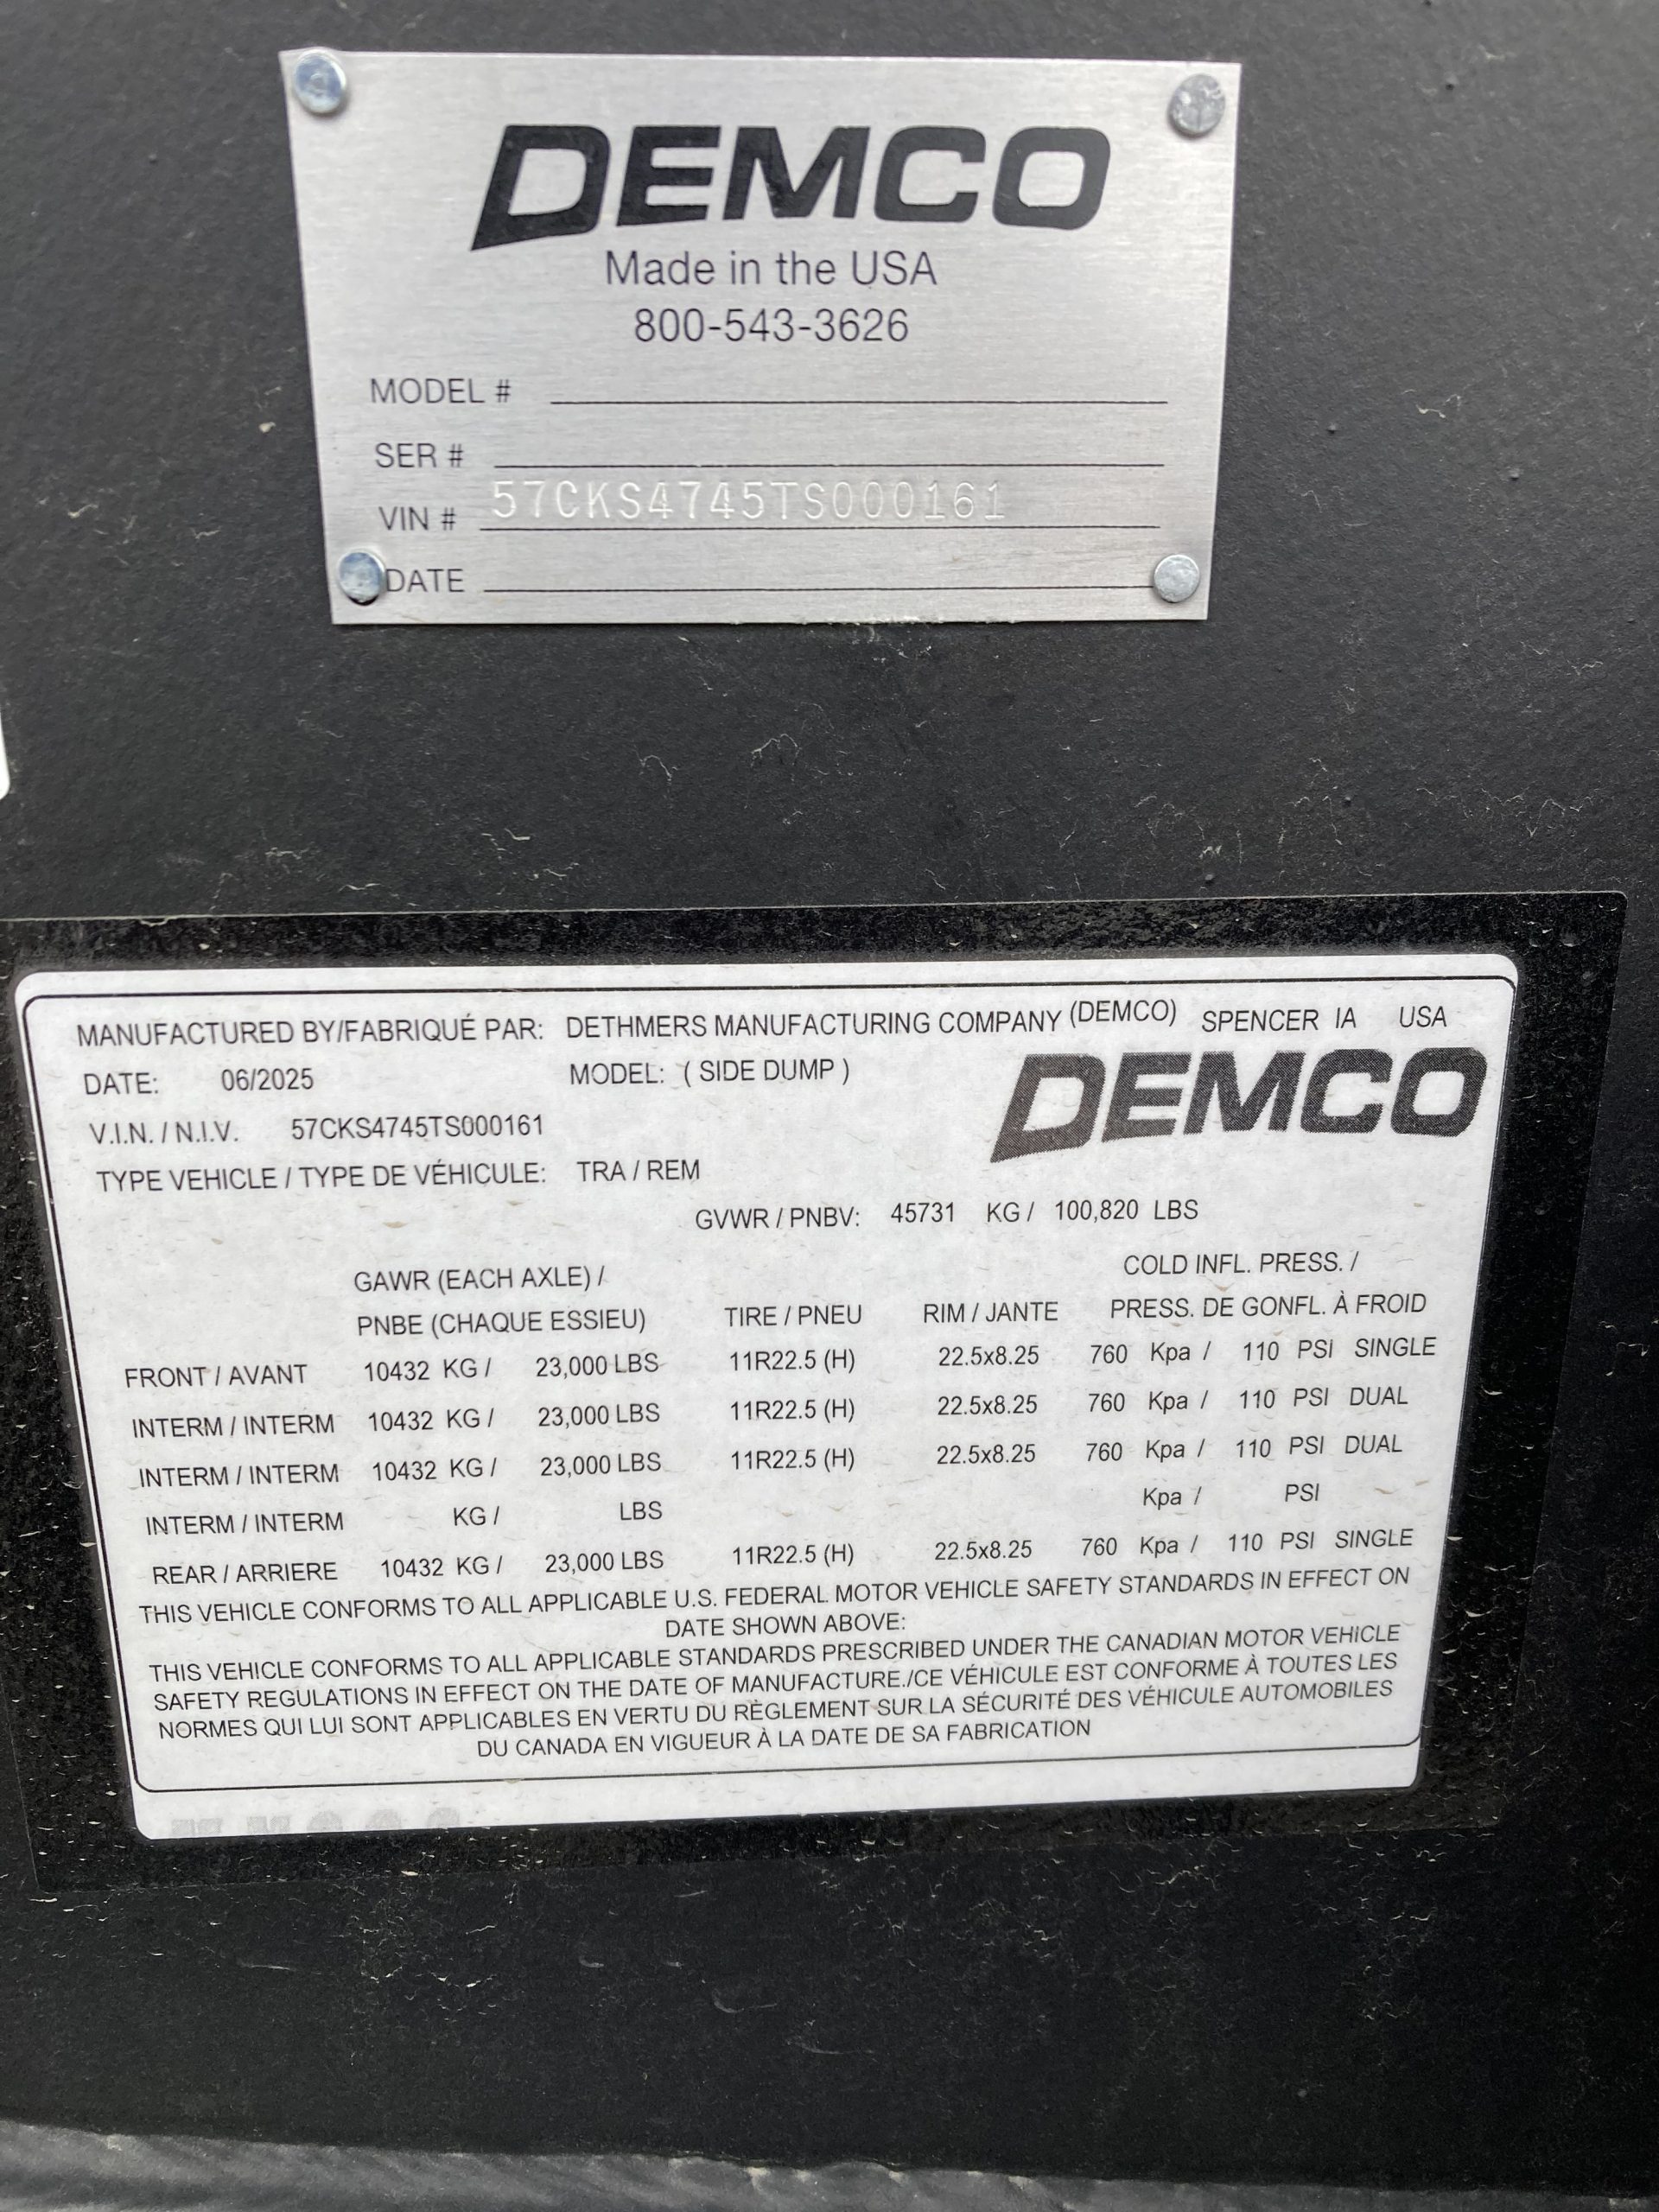 DEMCO
Made in the USA
800-543-3626
MODEL #
SER #
VIN # 57CKS4745TS000161
DATE
MANUFACTURED BY/FABRIQUÉ PAR: DETHMERS MANUFACTURING COMPANY (DEMCO) SPENCER IA USA
DATE: 06/2025 MODEL: ( SIDE DUMP )
DEMCO
V.I.N. / N.I.V. 57CKS4745TS000161
TYPE VEHICLE / TYPE DE VÉHICULE: TRA / REM
GVWR / PNBV: 45731 KG / 100,820 LBS
GAWR (EACH AXLE) / COLD INFL. PRESS. /
PNBE (CHAQUE ESSIEU) TIRE / PNEU RIM / JANTE PRESS. DE GONFL. À FROID
FRONT / AVANT 10432 KG / 23,000 LBS 11R22.5 (H) 22.5x8.25 760 Kpa / 110 PSI SINGLE
INTERM / INTERM 10432 KG / 23,000 LBS 11R22.5 (H) 22.5x8.25 760 Kpa / 110 PSI DUAL
INTERM / INTERM 10432 KG / 23,000 LBS 11R22.5 (H) 22.5x8.25 760 Kpa / 110 PSI DUAL
INTERM / INTERM KG / LBS Kpa / PSI
REAR / ARRIERE 10432 KG / 23,000 LBS 11R22.5 (H) 22.5x8.25 760 Kpa / 110 PSI SINGLE
THIS VEHICLE CONFORMS TO ALL APPLICABLE U.S. FEDERAL MOTOR VEHICLE SAFETY STANDARDS IN EFFECT ON
DATE SHOWN ABOVE:
THIS VEHICLE CONFORMS TO ALL APPLICABLE STANDARDS PRESCRIBED UNDER THE CANADIAN MOTOR VEHICLE
SAFETY REGULATIONS IN EFFECT ON THE DATE OF MANUFACTURE./CE VÉHICULE EST CONFORME À TOUTES LES
NORMES QUI LUI SONT APPLICABLES EN VERTU DU RÈGLEMENT SUR LA SÉCURITÉ DES VÉHICULE AUTOMOBILES
DU CANADA EN VIGUEUR À LA DATE DE SA FABRICATION